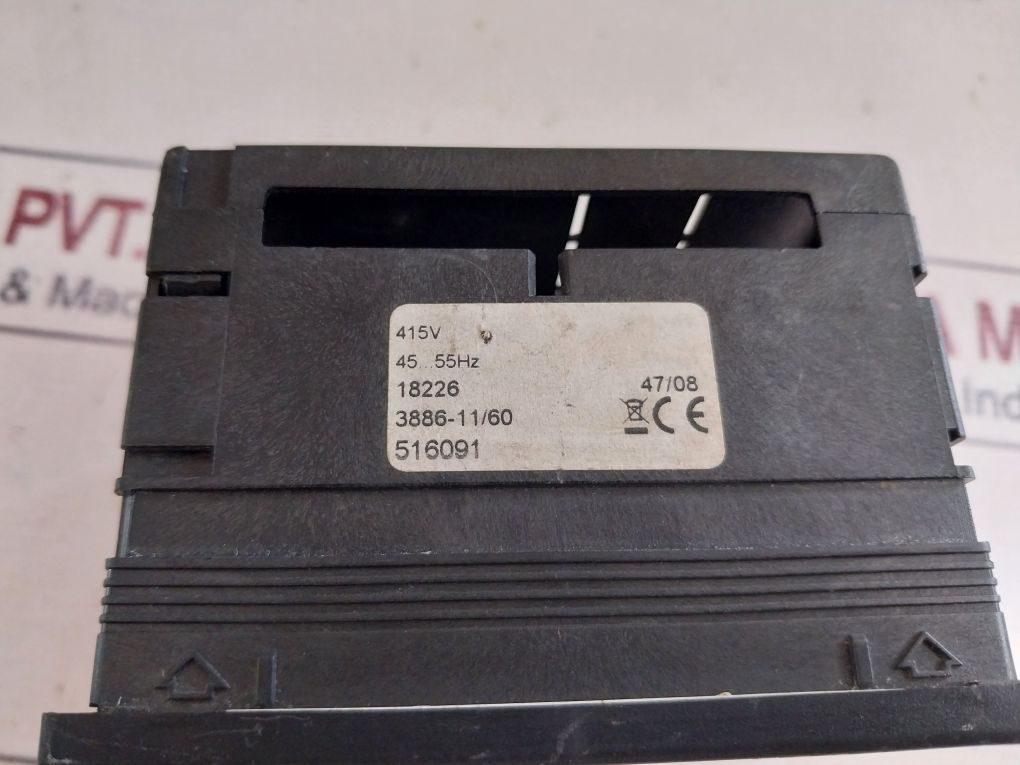 PVT.
& Mac
A M
Ind
415V
45...55Hz
18226
47/08
3886-11/60
CE
516091